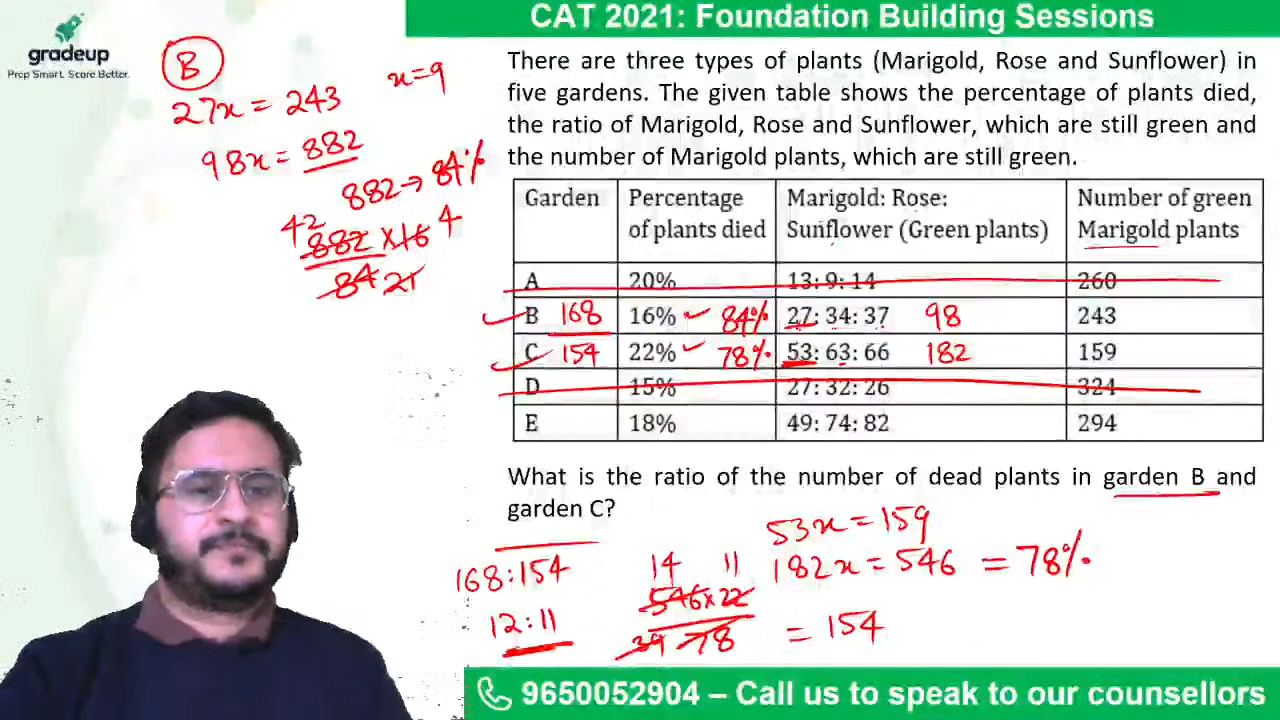 CAT 2021: Foundation Building Sessions
gradeup
Prep Smart. Score Better.
B
27x = 243
x=9
98x = 882
882→84%
42
882 ×16 4
84 21
There are three types of plants (Marigold, Rose and Sunflower) in
five gardens. The given table shows the percentage of plants died,
the ratio of Marigold, Rose and Sunflower, which are still green and
the number of Marigold plants, which are still green.
Garden Percentage of plants died Marigold: Rose: Sunflower (Green plants) Number of green Marigold plants
A 20% 13: 9: 14 260
B 168 16% 84% 27: 34: 37 98 243
C 154 22% 78% 53: 63: 66 182 159
D 15% 27: 32: 26 324
E 18% 49: 74: 82 294
What is the ratio of the number of dead plants in garden B and
garden C?
53x = 159
182x = 546 = 78%
168:154
12:11
14 11
546×22
39 78
= 154
9650052904 – Call us to speak to our counsellors